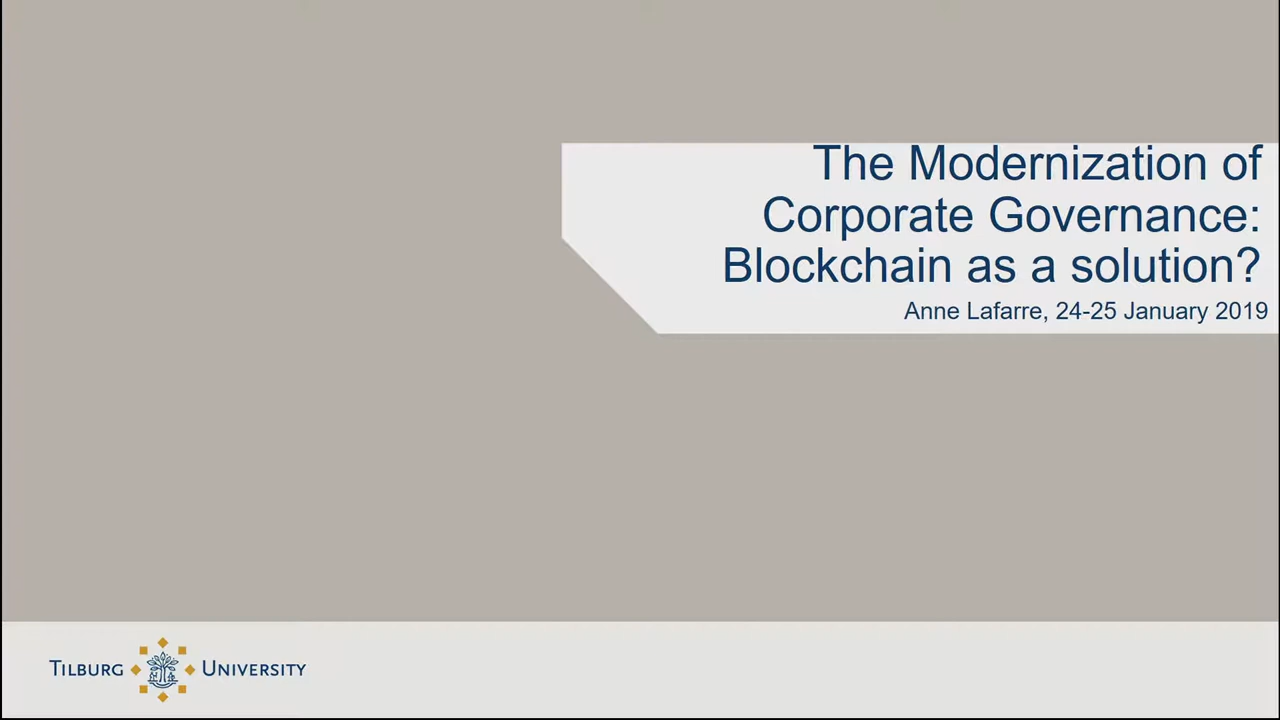 The Modernization of
Corporate Governance:
Blockchain as a solution?
Anne Lafarre, 24-25 January 2019
TILBURG UNIVERSITY